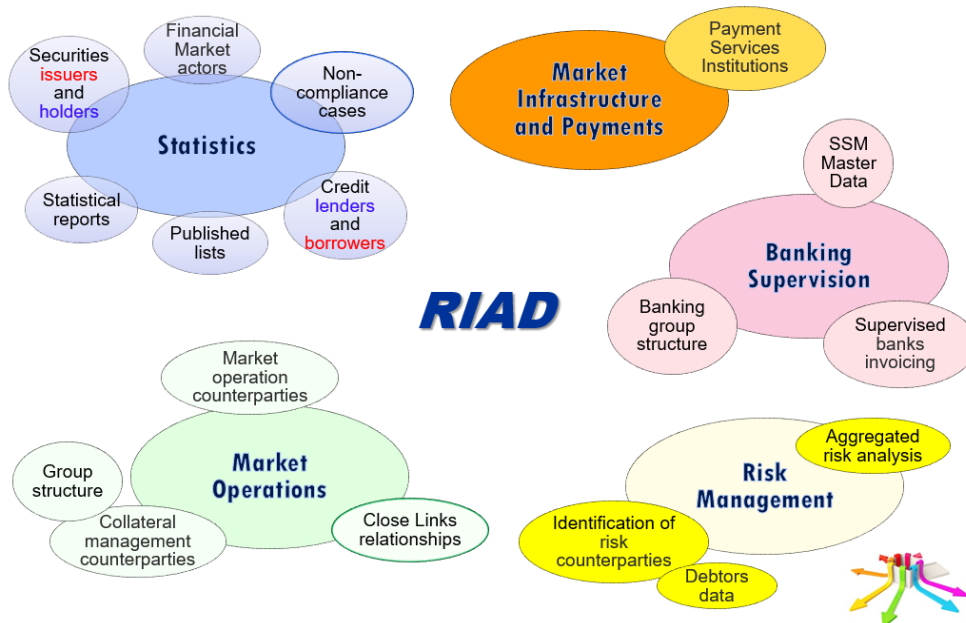 Securities
issuers
and
holders
Financial
Market
actors
Non-
compliance
cases
Statistics
Statistical
reports
Published
lists
Credit
lenders
and
borrowers
Payment
Services
Institutions
Market
Infrastructure
and Payments
SSM
Master
Data
Banking
Supervision
Banking
group
structure
Supervised
banks
invoicing
RIAD
Market
operation
counterparties
Market
Operations
Group
structure
Collateral
management
counterparties
Close Links
relationships
Aggregated
risk analysis
Risk
Management
Identification of
risk
counterparties
Debtors
data